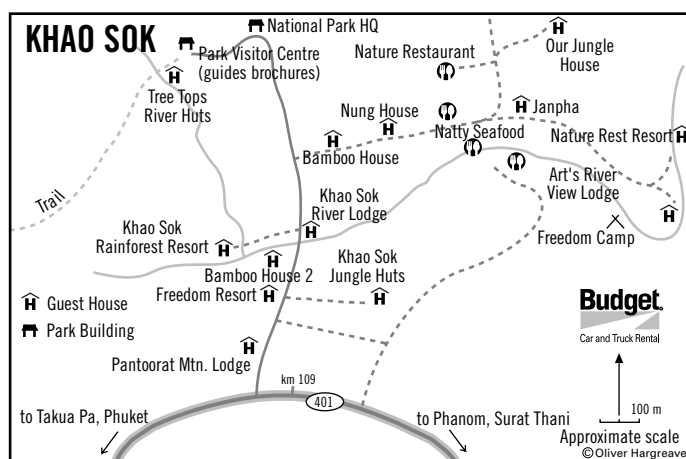 KHAO SOK
National Park HQ
Park Visitor Centre
(guides brochures)
Tree Tops
River Huts
Nature Restaurant
Our Jungle
House
Nung House
Janpha
Natty Seafood
Nature Rest Resort
Bamboo House
Trail
Khao Sok
River Lodge
Art's River
View Lodge
Khao Sok
Rainforest Resort
Freedom Camp
Bamboo House 2
Khao Sok
Jungle Huts
Freedom Resort
H Guest House
Park Building
Pantoorat Mtn. Lodge
Budget
Car and Truck Rental
km 109
401
to Takua Pa, Phuket
to Phanom, Surat Thani
100 m
Approximate scale
©Oliver Hargreave